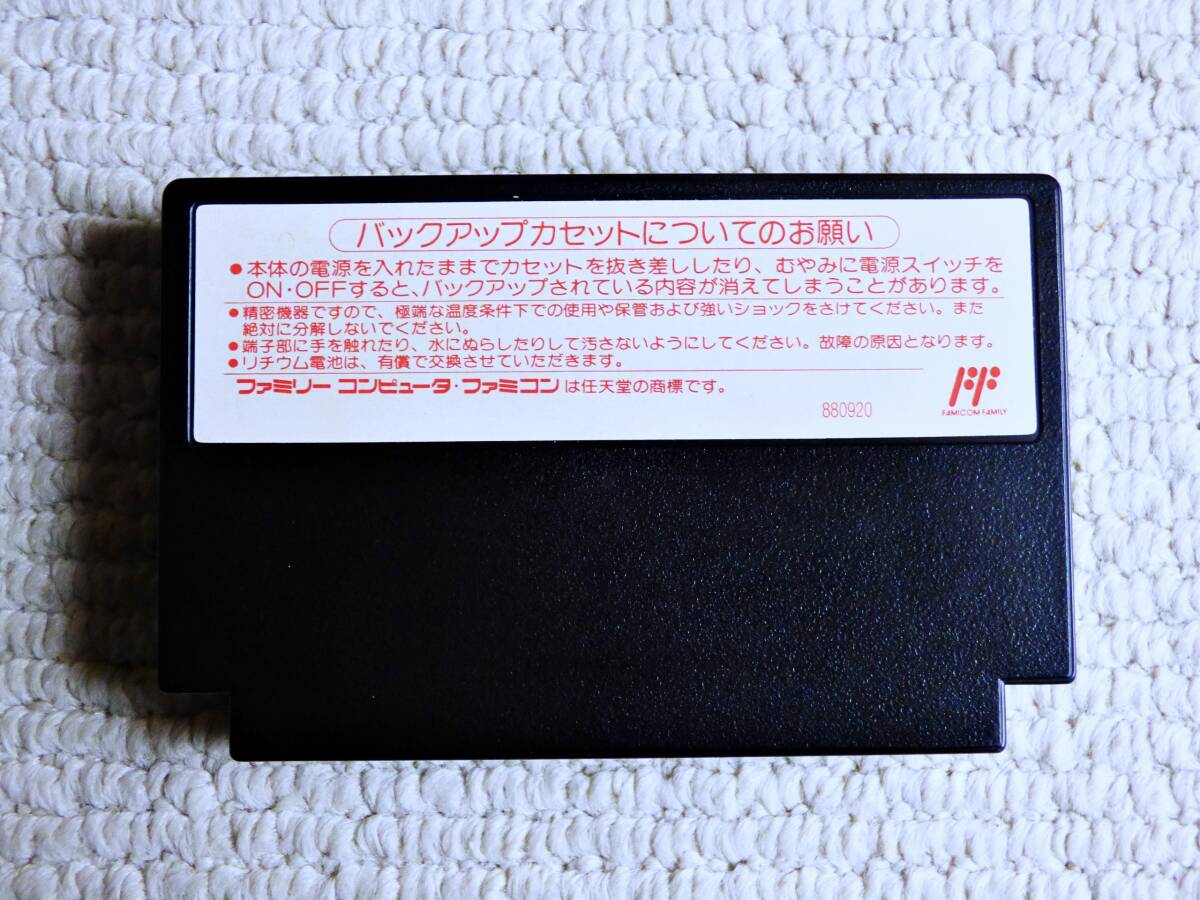 バックアップカセットについてのお願い
●本体の電源を入れたままでカセットを抜き差ししたり、むやみに電源スイッチを
ON・OFFすると、バックアップされている内容が消えてしまうことがあります。
●精密機器ですので、極端な温度条件下での使用や保管および強いショックをさけてください。また
絶対に分解しないでください。
●端子部に手を触れたり、水にぬらしたりして汚さないようにしてください。故障の原因となります。
●リチウム電池は、有償で交換させていただきます。
ファミリー コンピュータ・ファミコンは任天堂の商標です。
880920
FAMICOM FAMILY